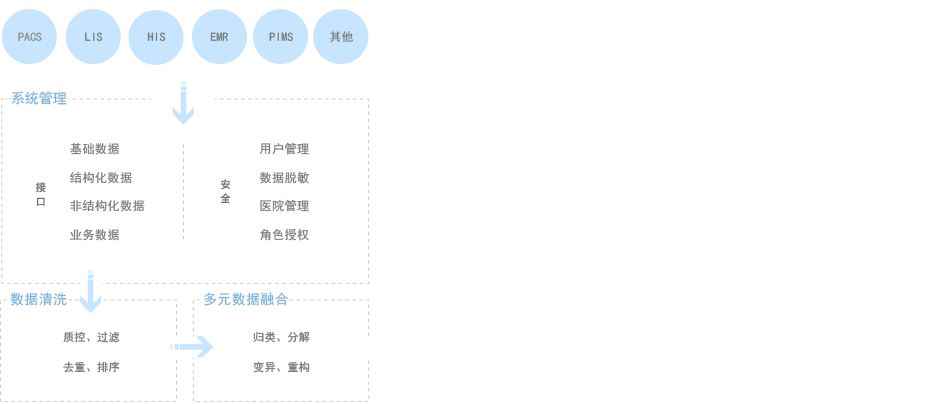 PACS LIS HIS EMR PIMS 其他
系统管理
接口
基础数据
结构化数据
非结构化数据
业务数据
安全
用户管理
数据脱敏
医院管理
角色授权
数据清洗
质控、过滤
去重、排序
多元数据融合
归类、分解
变异、重构